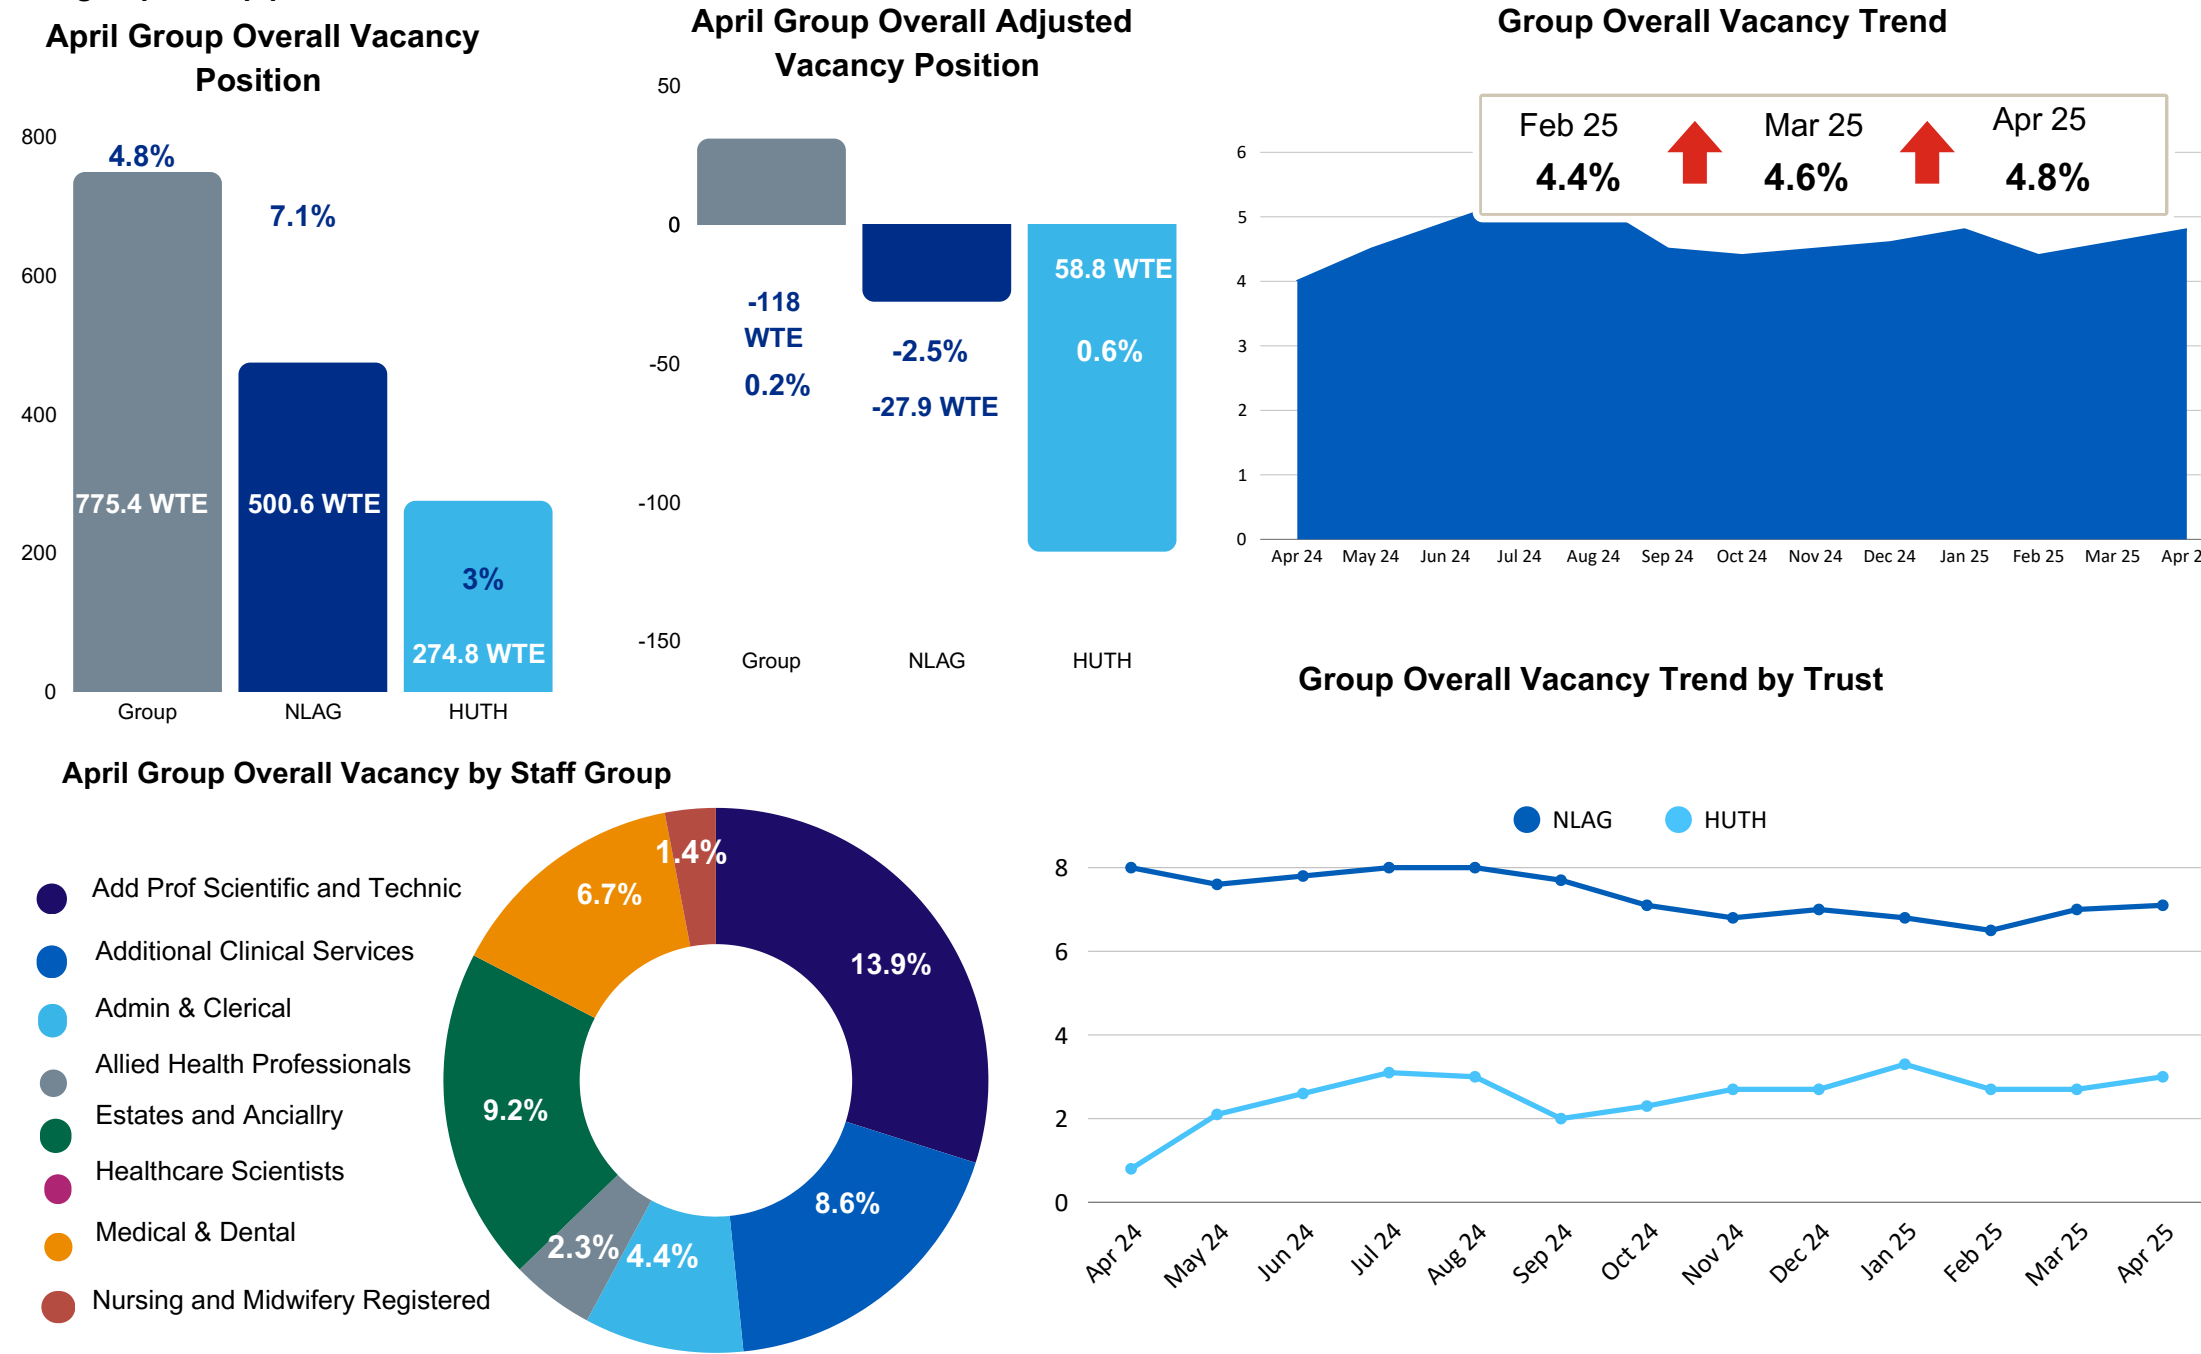 April Group Overall Vacancy
Position
800
600
400
200
0
4.8%
7.1%
775.4 WTE
500.6 WTE
3%
274.8 WTE
Group
NLAG
HUTH
April Group Overall Adjusted
Vacancy Position
50
0
-50
-100
-150
-118
WTE
0.2%
-2.5%
-27.9 WTE
58.8 WTE
0.6%
Group
NLAG
HUTH
Group Overall Vacancy Trend
Feb 25
4.4%
Mar 25
4.6%
Apr 25
4.8%
6
5
4
3
2
1
0
Apr 24
May 24
Jun 24
Jul 24
Aug 24
Sep 24
Oct 24
Nov 24
Dec 24
Jan 25
Feb 25
Mar 25
Apr 2
April Group Overall Vacancy by Staff Group
Add Prof Scientific and Technic
Additional Clinical Services
Admin & Clerical
Allied Health Professionals
Estates and Anciallry
Healthcare Scientists
Medical & Dental
Nursing and Midwifery Registered
1.4%
6.7%
13.9%
9.2%
8.6%
2.3%
4.4%
Group Overall Vacancy Trend by Trust
NLAG
HUTH
8
6
4
2
0
Apr 24
May 24
Jun 24
Jul 24
Aug 24
Sep 24
Oct 24
Nov 24
Dec 24
Jan 25
Feb 25
Mar 25
Apr 25